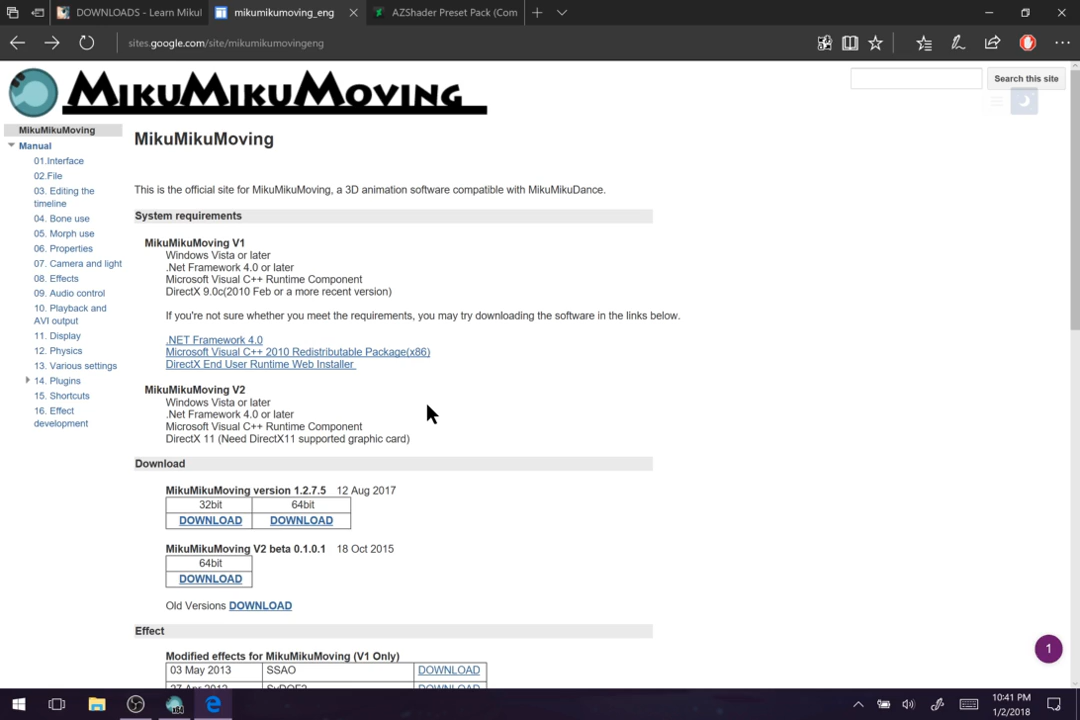 DOWNLOADS - Learn Mikul
mikumikumoving_eng
AZShader Preset Pack (Com
sites.google.com/site/mikumikumovingeng
MIKUMIKUMOVING
Search this site
MikuMikuMoving
Manual
01.Interface
02.File
03. Editing the
timeline
04. Bone use
05. Morph use
06. Properties
07. Camera and light
08. Effects
09. Audio control
10. Playback and
AVI output
11. Display
12. Physics
13. Various settings
14. Plugins
15. Shortcuts
16. Effect
development
MikuMikuMoving
This is the official site for MikuMikuMoving, a 3D animation software compatible with MikuMikuDance.
System requirements
MikuMikuMoving V1
Windows Vista or later
.Net Framework 4.0 or later
Microsoft Visual C++ Runtime Component
DirectX 9.0c(2010 Feb or a more recent version)
If you're not sure whether you meet the requirements, you may try downloading the software in the links below.
.NET Framework 4.0
Microsoft Visual C++ 2010 Redistributable Package(x86)
DirectX End User Runtime Web Installer
MikuMikuMoving V2
Windows Vista or later
.Net Framework 4.0 or later
Microsoft Visual C++ Runtime Component
DirectX 11 (Need DirectX11 supported graphic card)
Download
MikuMikuMoving version 1.2.7.5 12 Aug 2017
32bit 64bit
DOWNLOAD DOWNLOAD
MikuMikuMoving V2 beta 0.1.0.1 18 Oct 2015
64bit
DOWNLOAD
Old Versions DOWNLOAD
Effect
Modified effects for MikuMikuMoving (V1 Only)
03 May 2013 SSAO DOWNLOAD
27 Apr 2013 SvDOF2 DOWNLOAD
1
x64
10:41 PM
1/2/2018